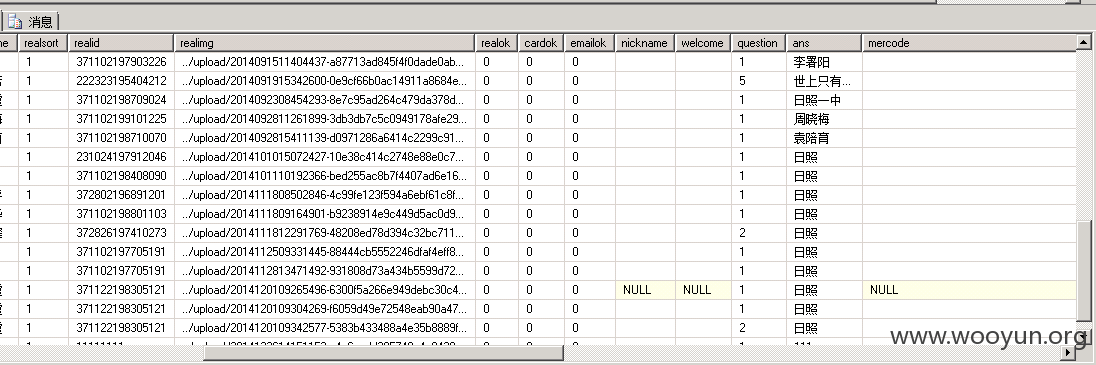 消息
realsort realid realimg realok cardok emailok nickname welcome question ans mercode
1 371102197903226 ../upload/2014091511404437-a87713ad845f4f0dade0ab... 0 0 0 1 李署阳
1 222323195404212 ../upload/2014091915342600-0e9cf66b0ac14911a8684e... 0 0 0 5 世上只有...
1 371102198709024 ../upload/2014092308454293-8e7c95ad264c479da378d... 0 0 0 1 日照一中
1 371102199101225 ../upload/2014092811261899-3db3db7c5c0949178afe29... 0 0 0 1 周晓梅
1 371102198710070 ../upload/2014092815411139-d0971286a6414c2299c91... 0 0 0 1 袁陪育
1 231024197912046 ../upload/2014101015072427-10e38c414c2748e88e0c7... 0 0 0 1 日照
1 371102198408090 ../upload/2014101110192366-bed255ac8b7f4407ad6e16... 0 0 0 1 日照
1 372802196891201 ../upload/2014111808502846-4c99fe123f594a6ebf61c8f... 0 0 0 1 日照
1 371102198801103 ../upload/2014111809164901-b9238914e9c449d5ac0d9... 0 0 0 1 日照
1 372826197410273 ../upload/2014111812291769-48208ed78d394c32bc711... 0 0 0 2 日照
1 371102197705191 ../upload/2014112509331445-88444cb5552246dfaf4eff8... 0 0 0 1 日照
1 371102197705191 ../upload/2014112813471492-931808d73a434b5599d72... 0 0 0 1 日照
1 371122198305121 ../upload/2014120109265496-6300f5a266e949debc30c4... 0 0 0 NULL NULL 1 日照 NULL
1 371122198305121 ../upload/2014120109304269-f6059d49e72548eab90a47... 0 0 0 1 日照
1 371122198305121 ../upload/2014120109342577-5383b433488a4e35b8889f... 0 0 0 2 日照
www.wooyun.org